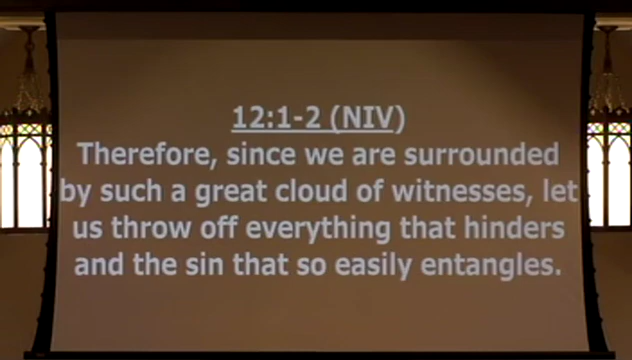 12:1-2 (NIV)
Therefore, since we are surrounded
by such a great cloud of witnesses, let
us throw off everything that hinders
and the sin that so easily entangles.